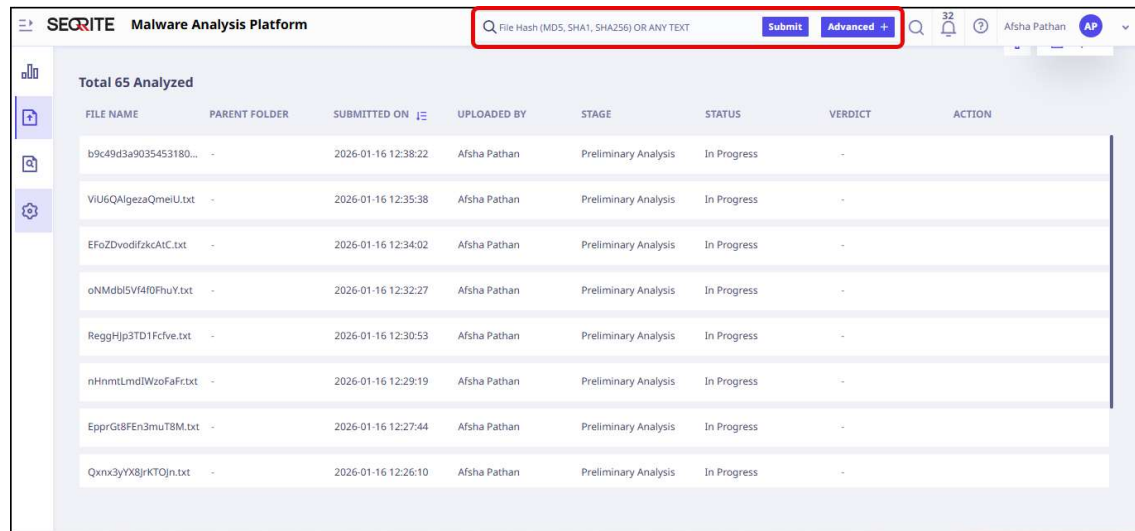 SEQRITE Malware Analysis Platform File Hash (MD5, SHA1, SHA256) OR ANY TEXT Submit Advanced + 32 Afsha Pathan AP
Total 65 Analyzed
FILE NAME PARENT FOLDER SUBMITTED ON UPLOADED BY STAGE STATUS VERDICT ACTION
b9c49d3a9035453180... - 2026-01-16 12:38:22 Afsha Pathan Preliminary Analysis In Progress -
ViU6QAlgezaQmeiU.txt - 2026-01-16 12:35:38 Afsha Pathan Preliminary Analysis In Progress -
EFoZDvodifzkcAtC.txt - 2026-01-16 12:34:02 Afsha Pathan Preliminary Analysis In Progress -
oNMdbl5Vf4f0FhuY.txt - 2026-01-16 12:32:27 Afsha Pathan Preliminary Analysis In Progress -
ReggHJp3TD1Fcfve.txt - 2026-01-16 12:30:53 Afsha Pathan Preliminary Analysis In Progress -
nHnmtLmdIWzoFaFr.txt - 2026-01-16 12:29:19 Afsha Pathan Preliminary Analysis In Progress -
EpprGt8FEn3muT8M.txt - 2026-01-16 12:27:44 Afsha Pathan Preliminary Analysis In Progress -
Qxnx3yYX8JrKTOJn.txt - 2026-01-16 12:26:10 Afsha Pathan Preliminary Analysis In Progress -